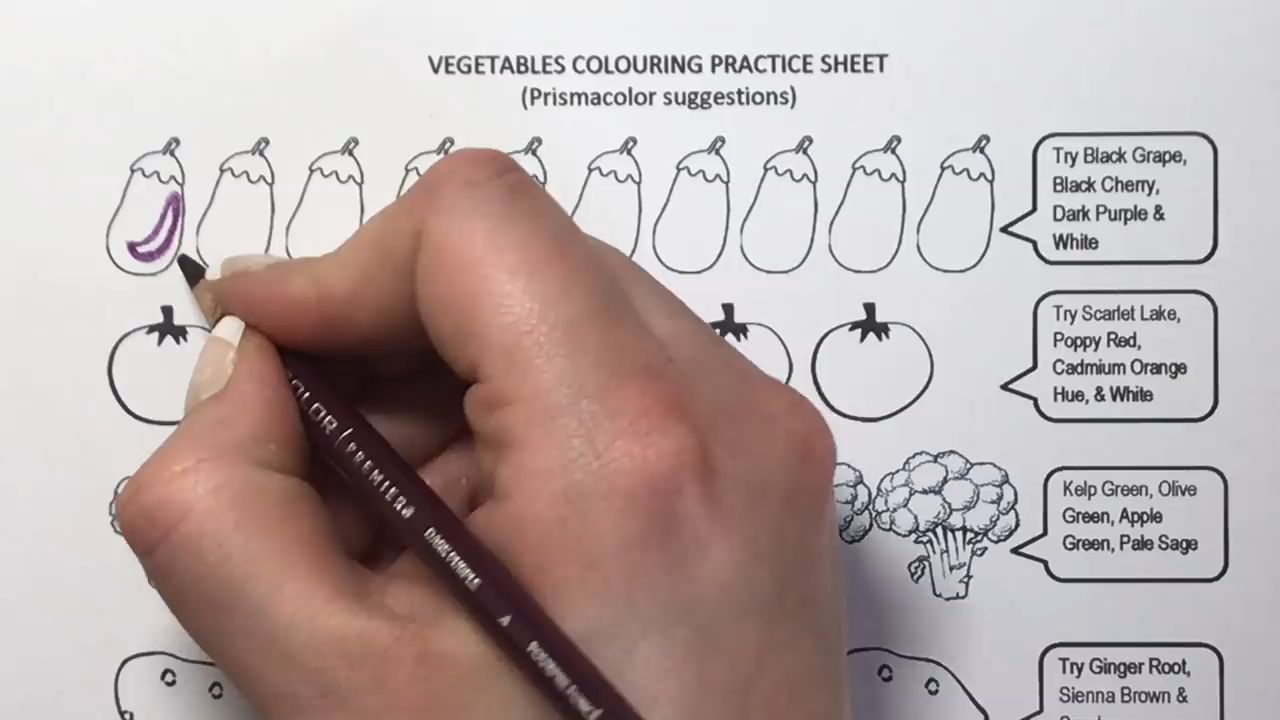 VEGETABLES COLOURING PRACTICE SHEET
(Prismacolor suggestions)
Try Black Grape,
Black Cherry,
Dark Purple &
White
Try Scarlet Lake,
Poppy Red,
Cadmium Orange
Hue, & White
Kelp Green, Olive
Green, Apple
Green, Pale Sage
Try Ginger Root,
Sienna Brown &
COLOR PREMIER DARK PURPLE